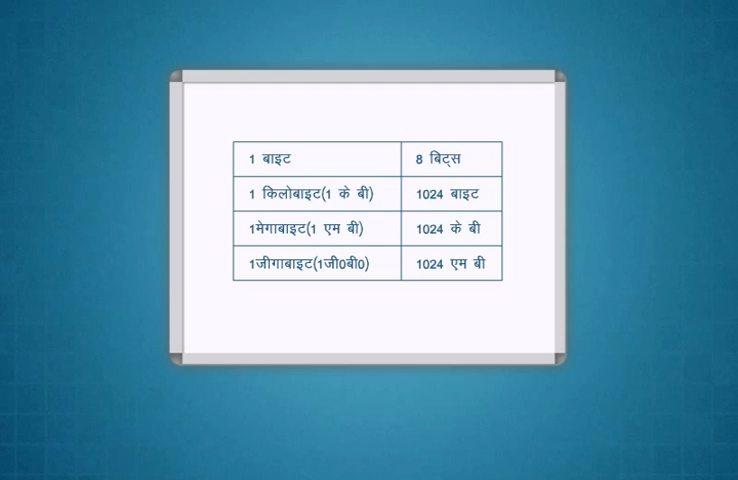 1 बाइट 8 बिट्स
1 किलोबाइट(1 के बी) 1024 बाइट
1मेगाबाइट(1 एम बी) 1024 के बी
1जीगाबाइट(1जी0बी0) 1024 एम बी